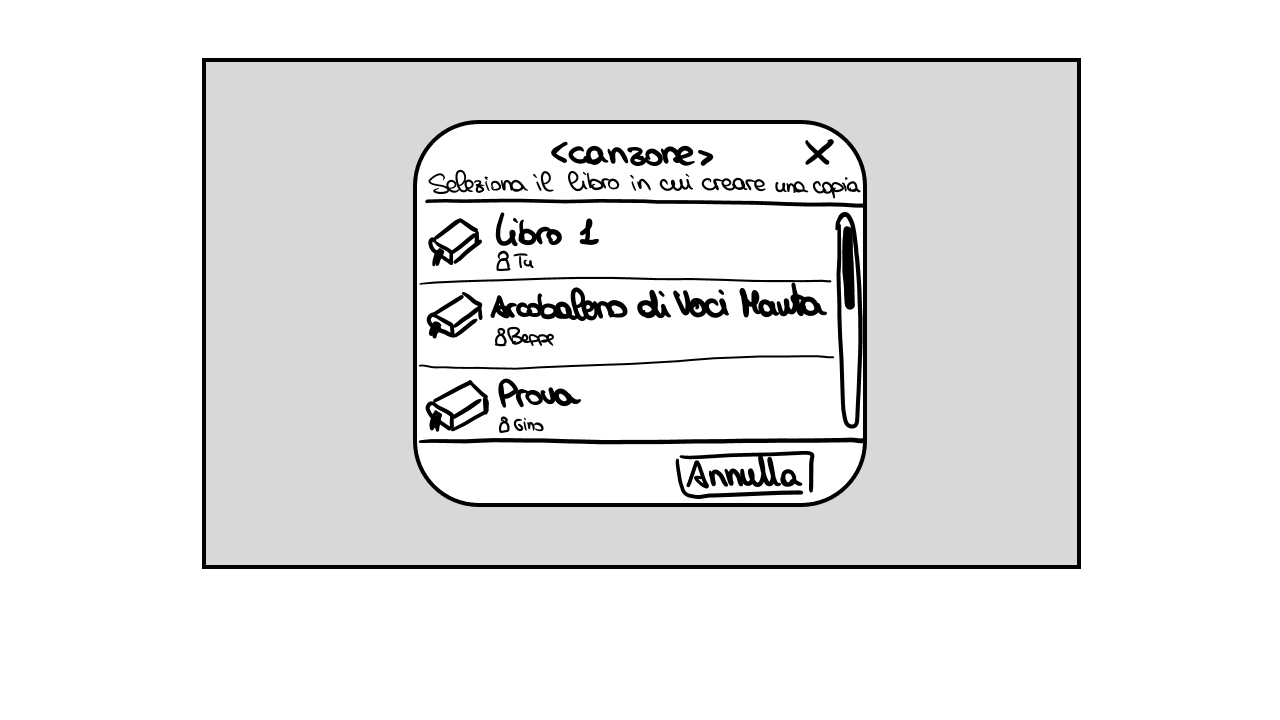 <canzone>
Seleziona il libro in cui creare una copia
Libro 1
Tu
Arcobaleno di Voci Manta
Beppe
Prova
Gino
Annulla